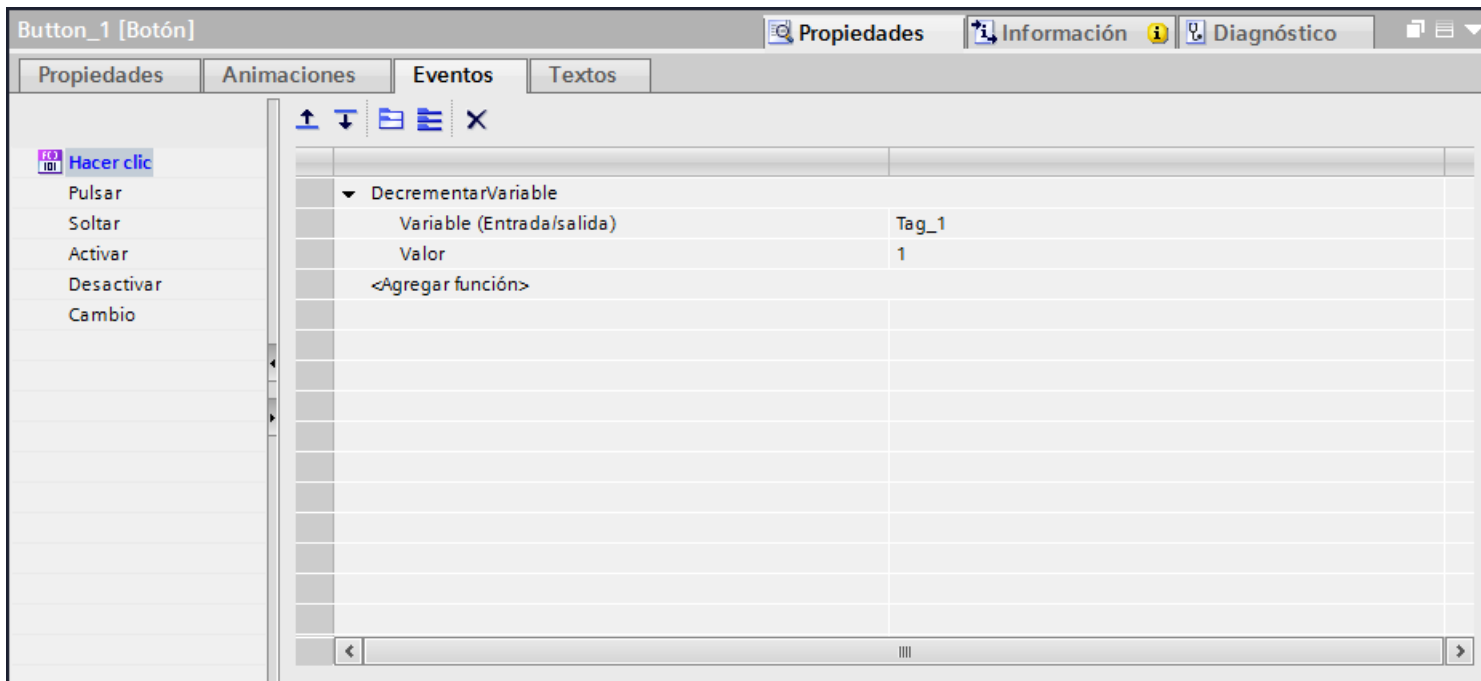 Button_1 [Botón]
Propiedades
Información
Diagnóstico
Propiedades
Animaciones
Eventos
Textos
Hacer clic
Pulsar
Soltar
Activar
Desactivar
Cambio
DecrementarVariable
Variable (Entrada/salida) Tag_1
Valor 1
<Agregar función>